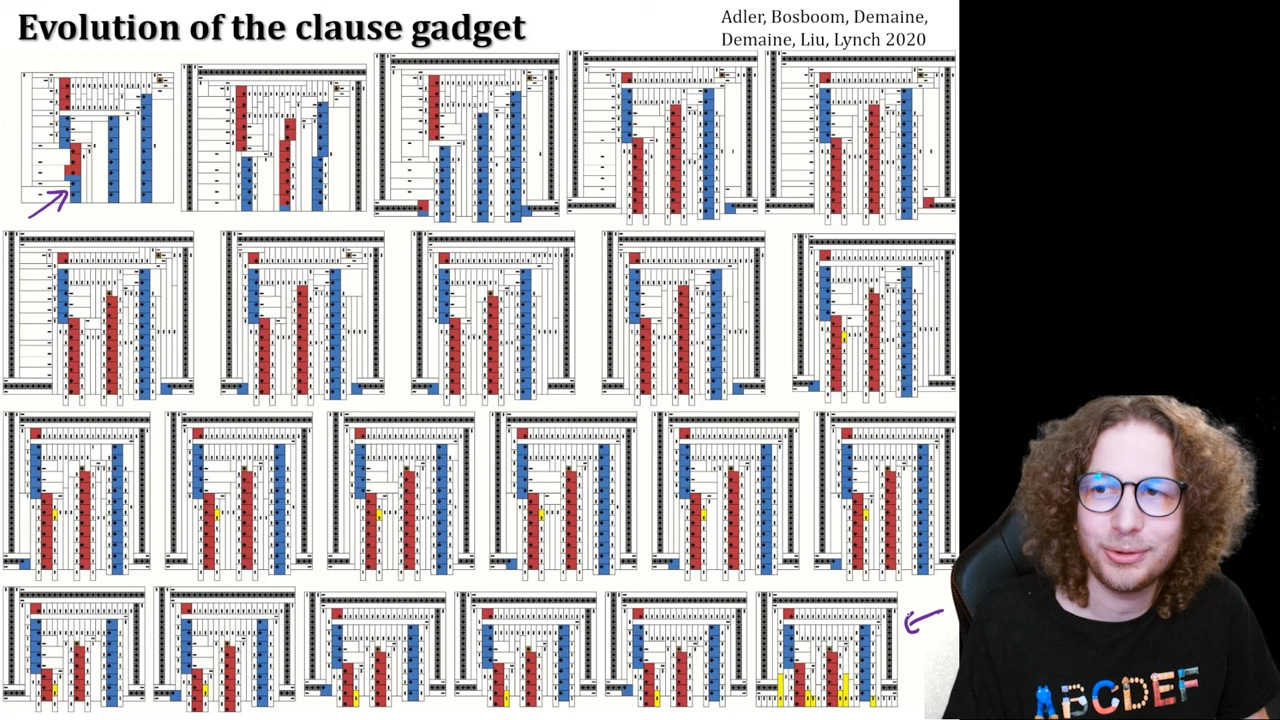 Evolution of the clause gadget
Adler, Bosboom, Demaine,
Demaine, Liu, Lynch 2020
ABCDEF